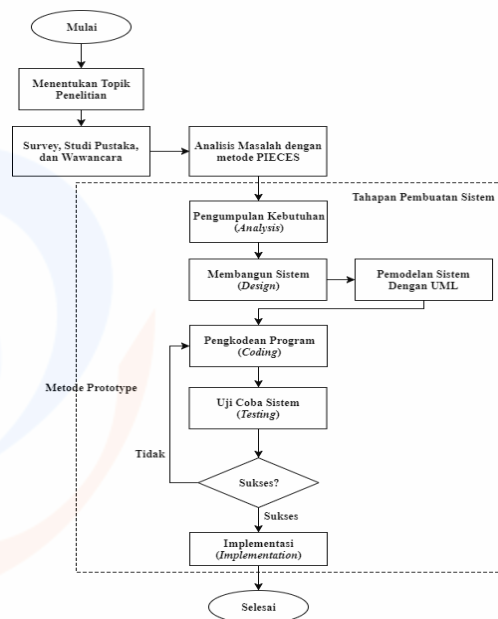 Mulai
Menentukan Topik
Penelitian
Survey, Studi Pustaka,
dan Wawancara
Analisis Masalah dengan
metode PIECES
Tahapan Pembuatan Sistem
Pengumpulan Kebutuhan
(Analysis)
Membangun Sistem
(Design)
Pemodelan Sistem
Dengan UML
Pengkodean Program
(Coding)
Metode Prototype
Uji Coba Sistem
(Testing)
Tidak
Sukses?
Sukses
Implementasi
(Implementation)
Selesai